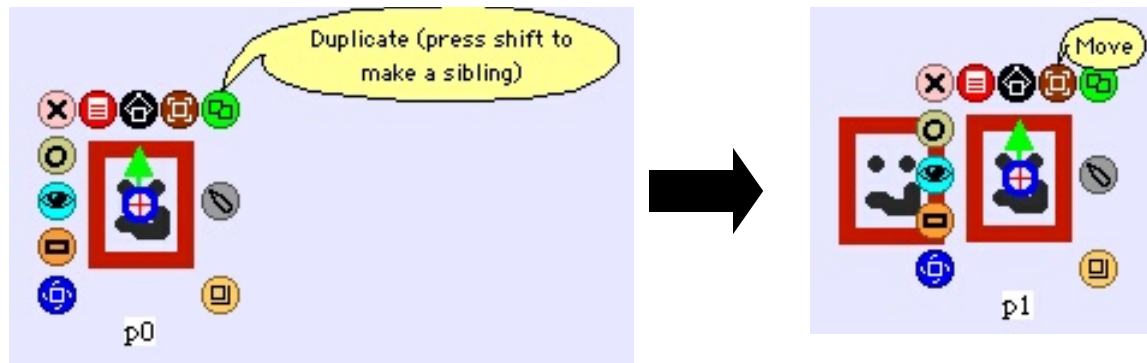 Duplicate (press shift to
make a sibling)
p0
Move
p1